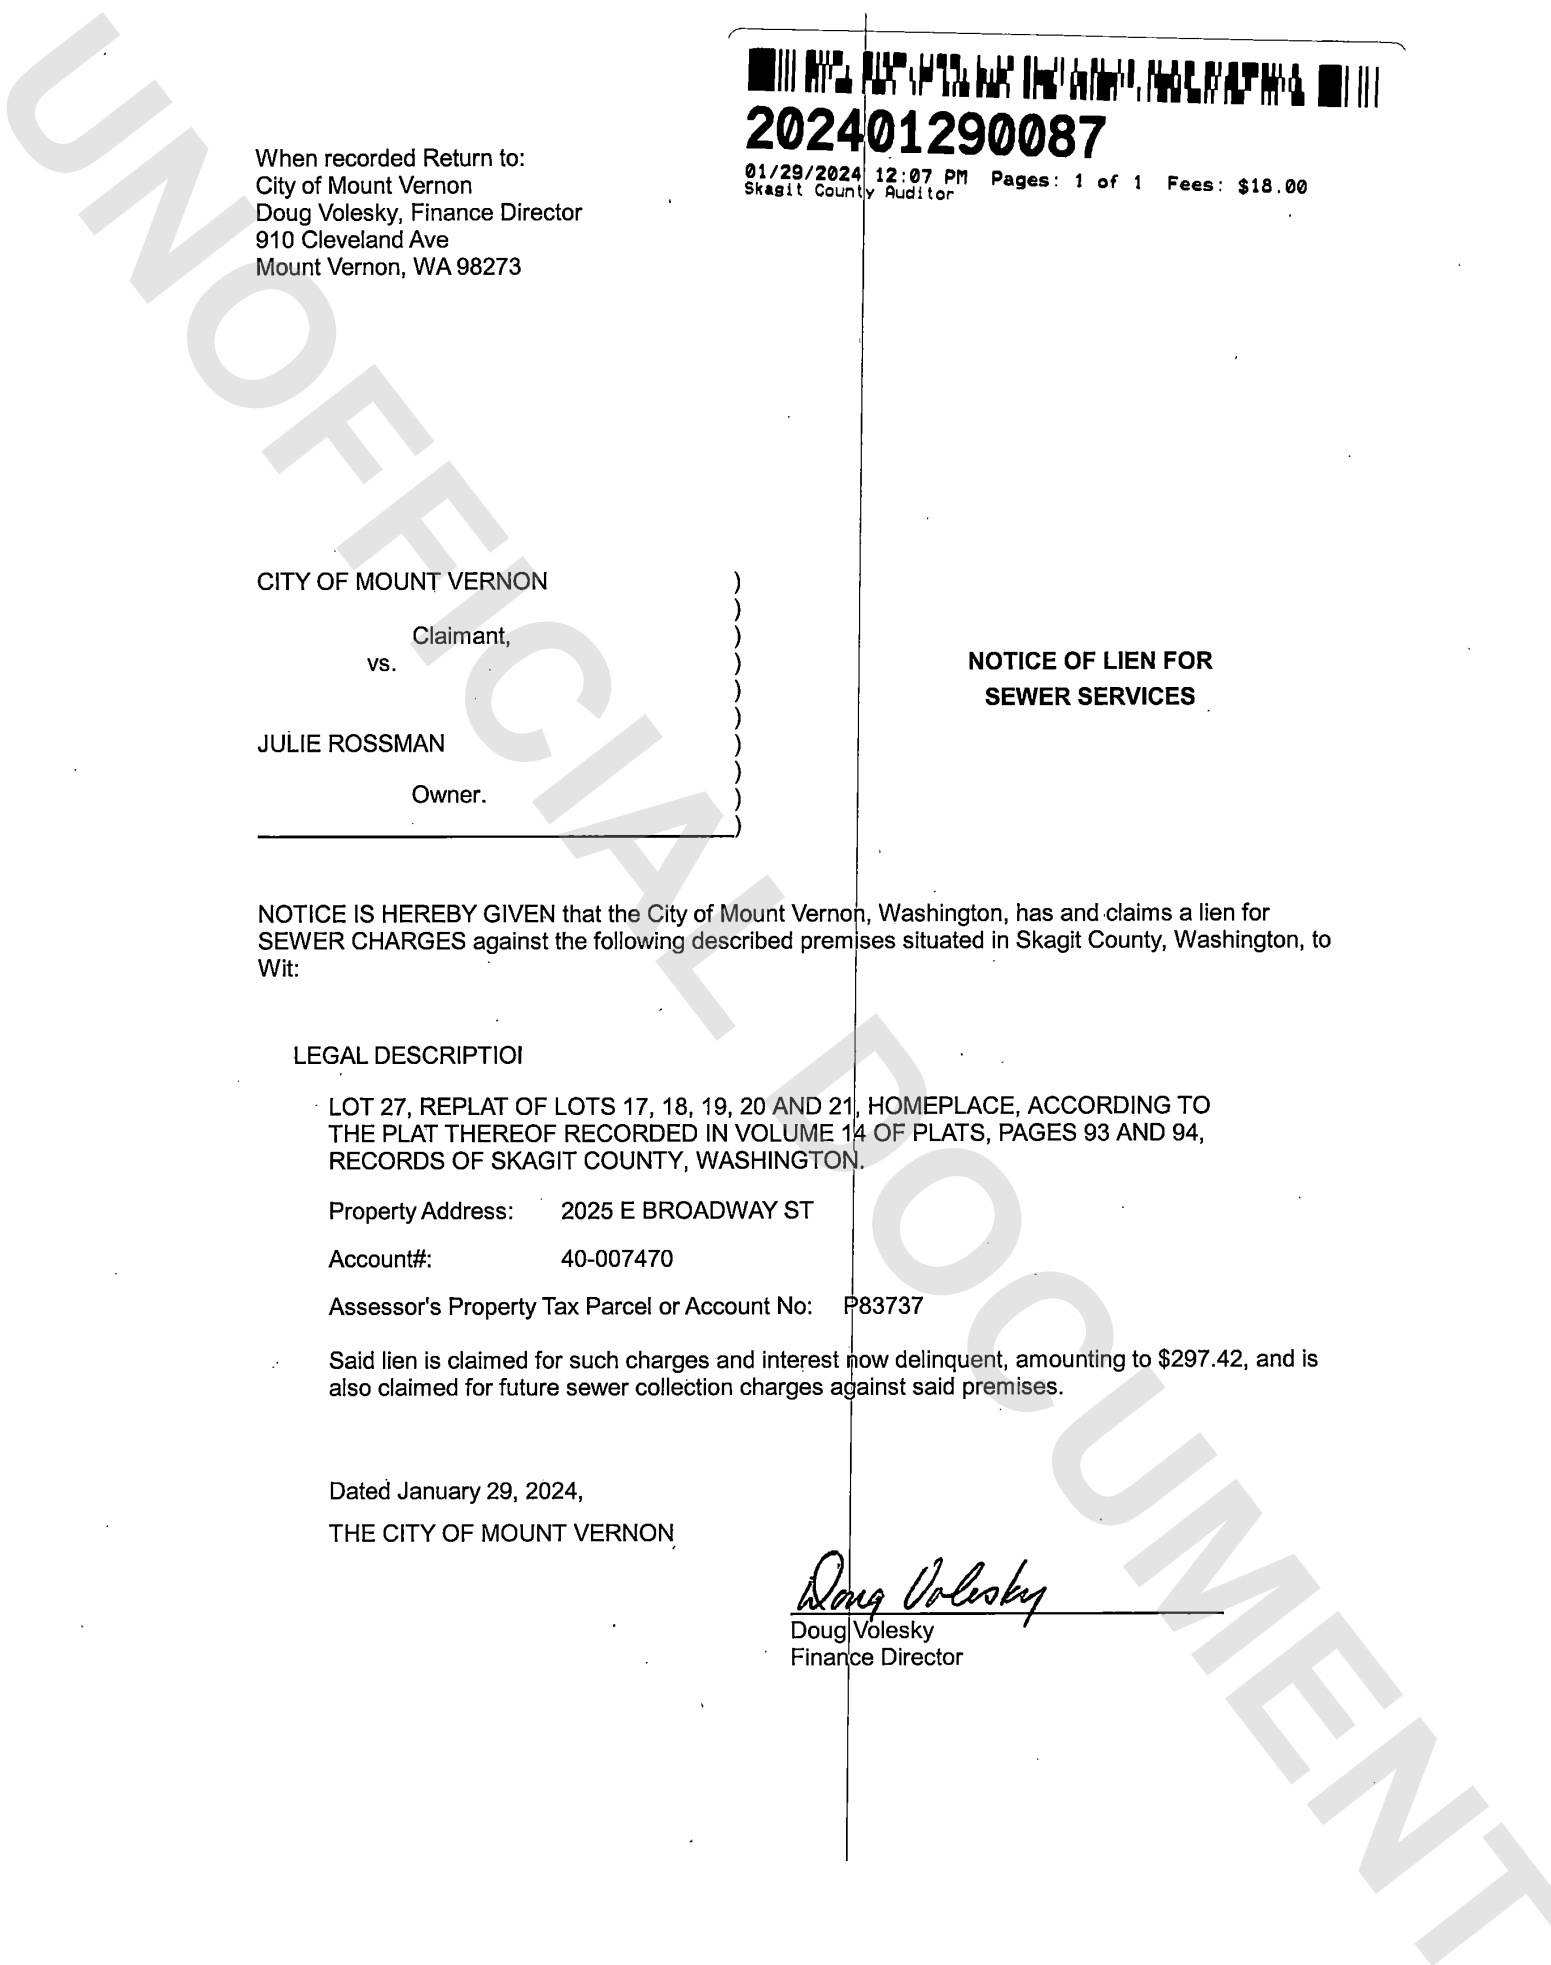 202401290087
01/29/2024 12:07 PM Pages: 1 of 1 Fees: $18.00
Skagit County Auditor
When recorded Return to:
City of Mount Vernon
Doug Volesky, Finance Director
910 Cleveland Ave
Mount Vernon, WA 98273
CITY OF MOUNT VERNON )
)
Claimant, )
vs. )
)
)
JULIE ROSSMAN )
)
Owner. )
)
NOTICE OF LIEN FOR
SEWER SERVICES
NOTICE IS HEREBY GIVEN that the City of Mount Vernon, Washington, has and claims a lien for
SEWER CHARGES against the following described premises situated in Skagit County, Washington, to
Wit:
LEGAL DESCRIPTIOI
LOT 27, REPLAT OF LOTS 17, 18, 19, 20 AND 21, HOMEPLACE, ACCORDING TO
THE PLAT THEREOF RECORDED IN VOLUME 14 OF PLATS, PAGES 93 AND 94,
RECORDS OF SKAGIT COUNTY, WASHINGTON.
Property Address: 2025 E BROADWAY ST
Account#: 40-007470
Assessor's Property Tax Parcel or Account No: P83737
Said lien is claimed for such charges and interest now delinquent, amounting to $297.42, and is
also claimed for future sewer collection charges against said premises.
Dated January 29, 2024,
THE CITY OF MOUNT VERNON
Doug Volesky
Doug Volesky
Finance Director
UNOFFICIAL DOCUMENT